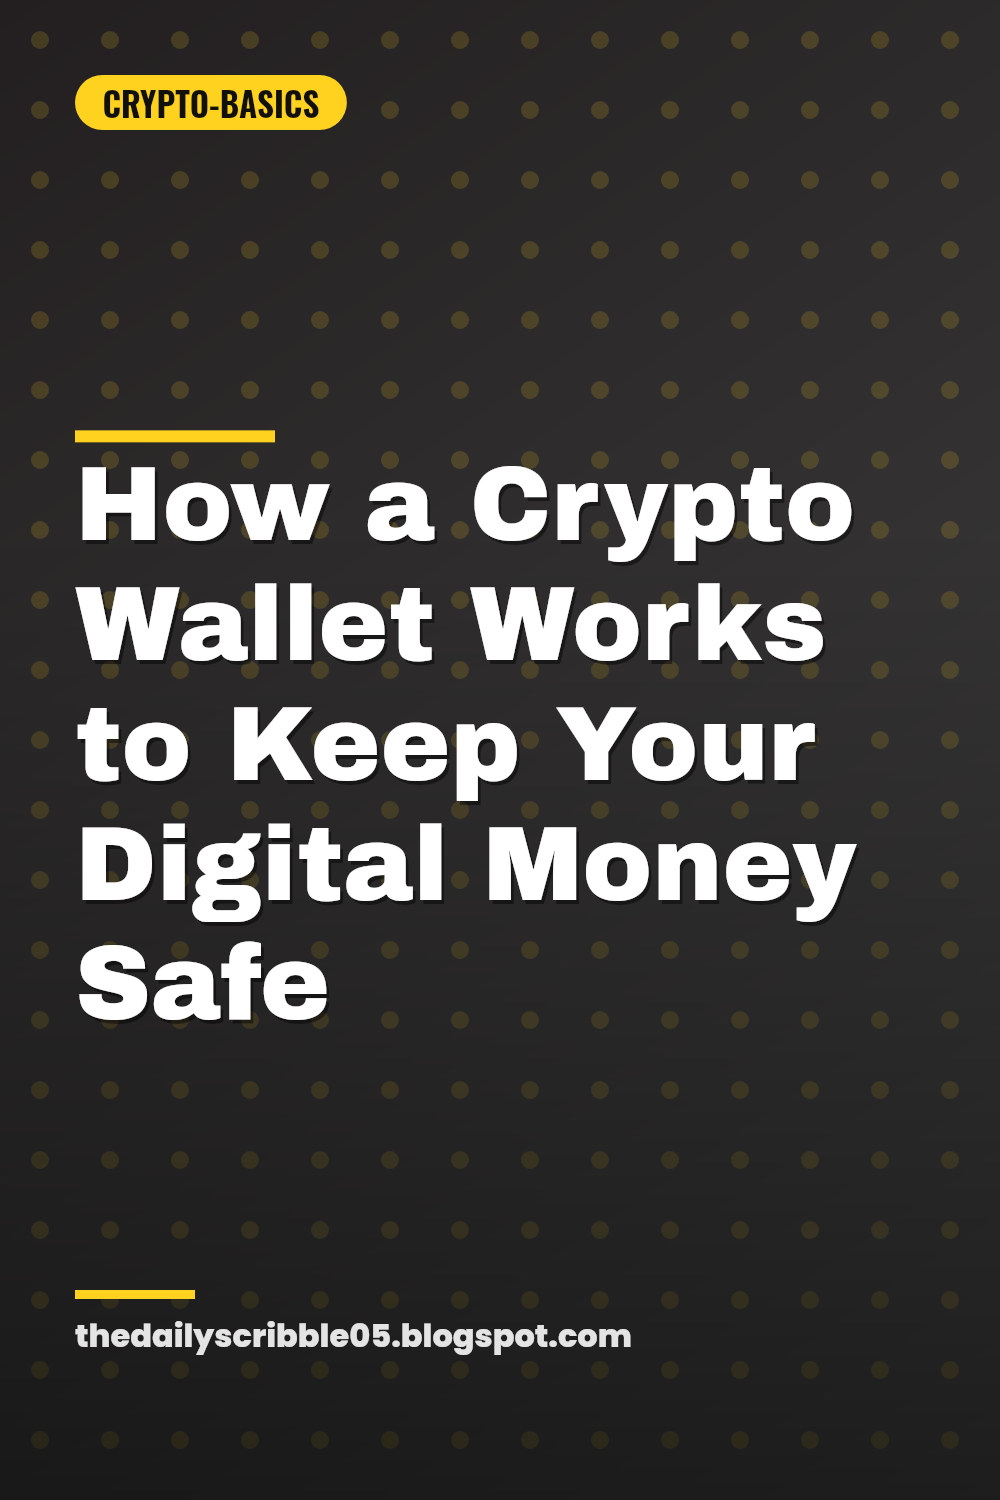 CRYPTO-BASICS
How a Crypto
Wallet Works
to Keep Your
Digital Money
Safe
thedailyscribble05.blogspot.com